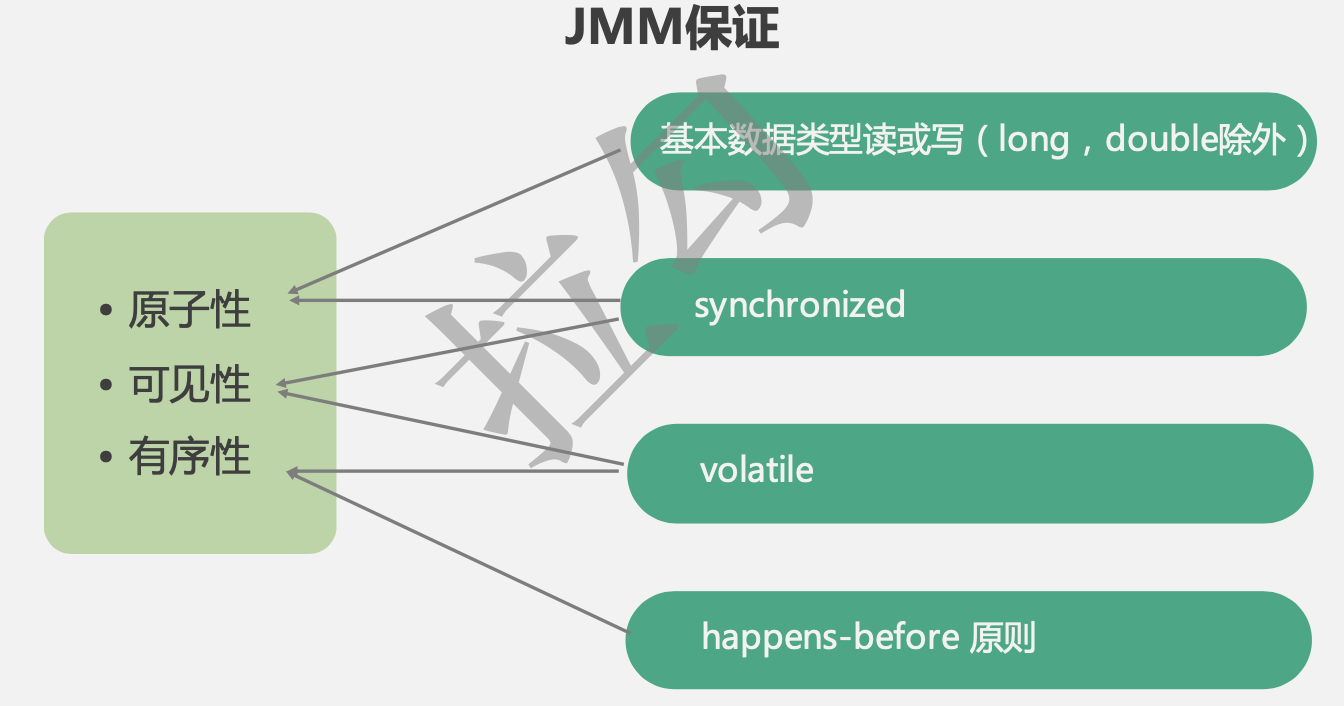 JMM保证
基本数据类型读或写（long，double除外）
synchronized
volatile
happens-before 原则
• 原子性
• 可见性
• 有序性
拉勾